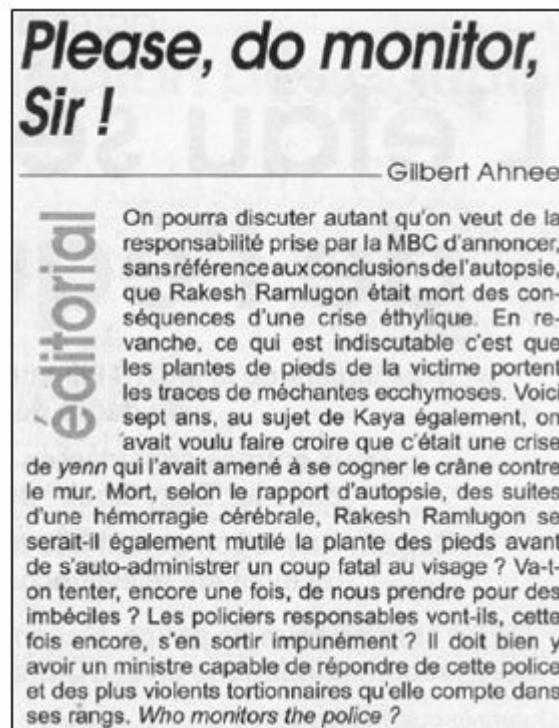 Please, do monitor,
Sir !
Gilbert Ahnee
éditorial
On pourra discuter autant qu'on veut de la
responsabilité prise par la MBC d'annoncer,
sans référence aux conclusions de l'autopsie,
que Rakesh Ramlugon était mort des con-
séquences d'une crise éthylique. En re-
vanche, ce qui est indiscutable c'est que
les plantes de pieds de la victime portent
les traces de méchantes ecchymoses. Voici
sept ans, au sujet de Kaya également, on
avait voulu faire croire que c'était une crise
de yenn qui l'avait amené à se cogner le crâne contre
le mur. Mort, selon le rapport d'autopsie, des suites
d'une hémorragie cérébrale, Rakesh Ramlugon se
serait-il également mutilé la plante des pieds avant
de s'auto-administrer un coup fatal au visage ? Va-t-
on tenter, encore une fois, de nous prendre pour des
imbéciles ? Les policiers responsables vont-ils, cette
fois encore, s'en sortir impunément ? Il doit bien y
avoir un ministre capable de répondre de cette police
et des plus violents tortionnaires qu'elle compte dans
ses rangs. Who monitors the police ?